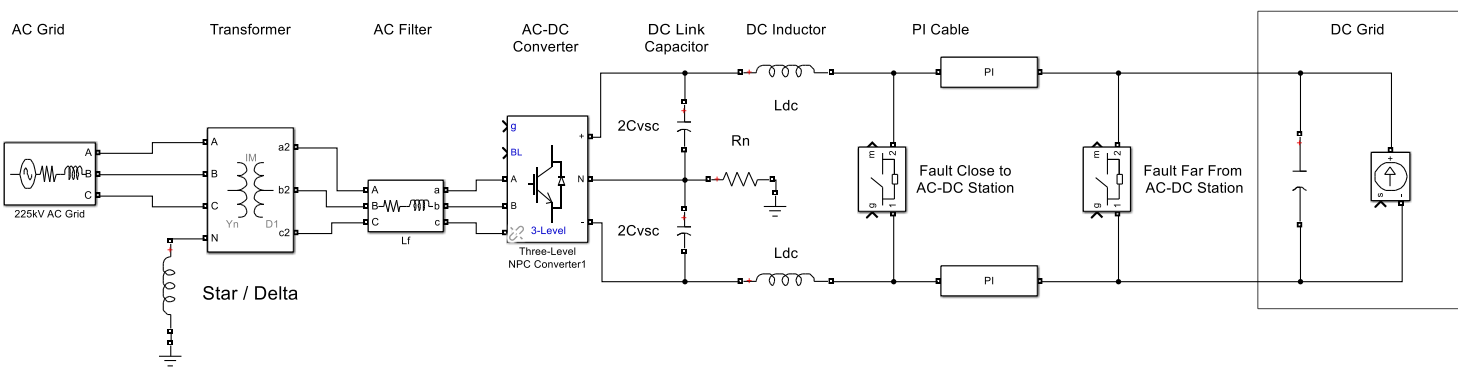 AC Grid
Transformer
AC Filter
AC-DC
Converter
DC Link
Capacitor
DC Inductor
PI Cable
DC Grid
A
B
C
225kV AC Grid
A
B
C
N
IM
Yn
D1
a2
b2
c2
Star / Delta
A
B
C
a
b
c
Lf
g
BL
A
B
+
N
-
3-Level
Three-Level
NPC Converter1
+
2Cvsc
+
2Cvsc
+
Ldc
Rn
+
+
Ldc
m
2
g
1
Fault Close to
AC-DC Station
PI
PI
m
2
g
1
Fault Far From
AC-DC Station
+
+
s
-
+